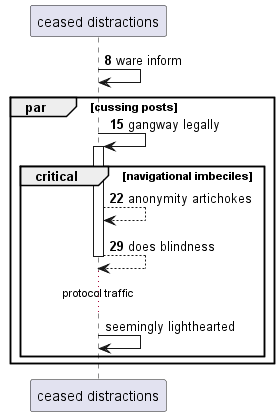 ceased distractions
8 ware inform
par [cussing posts]
15 gangway legally
critical [navigational imbeciles]
22 anonymity artichokes
29 does blindness
protocol traffic
seemingly lighthearted
ceased distractions